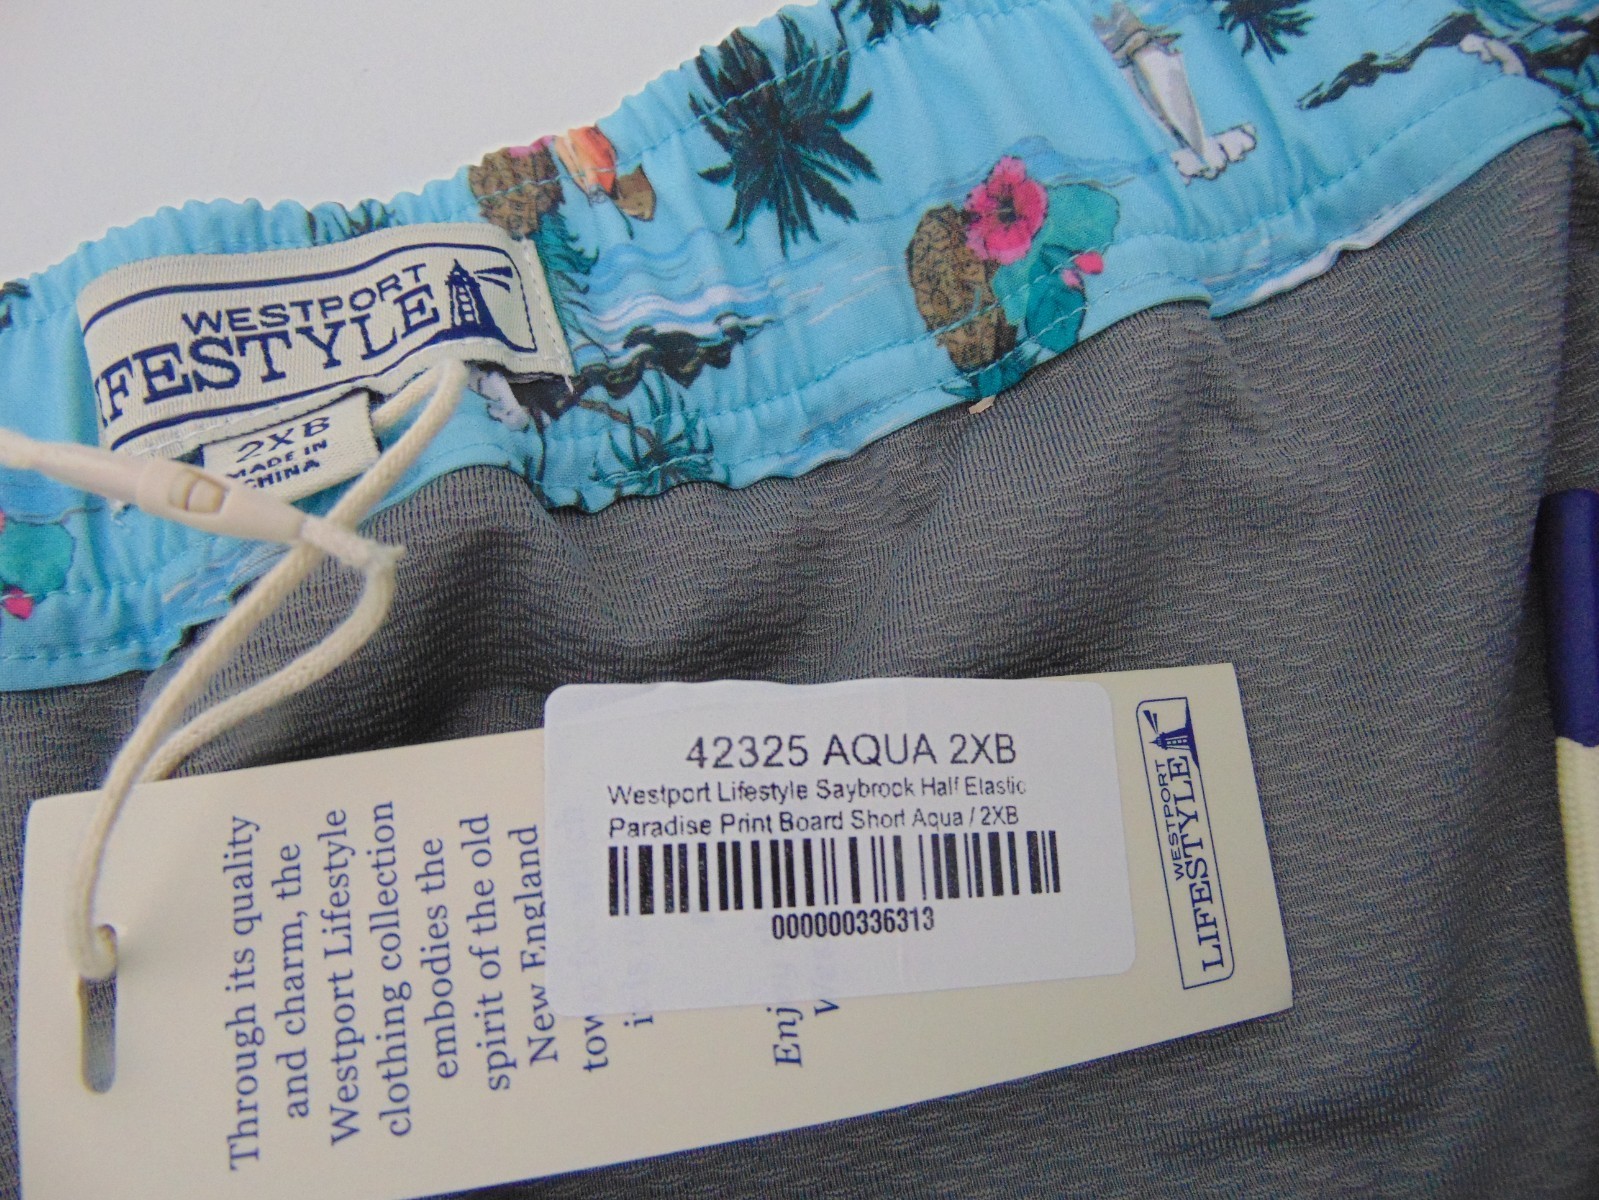 WESTPORT
LIFESTYLE
2XB
MADE IN
CHINA
42325 AQUA 2XB
Westport Lifestyle Saybrook Half Elastic
Paradise Print Board Short Aqua / 2XB
000000336313
Through its quality
and charm, the
Westport Lifestyle
clothing collection
embodies the
spirit of the old
New England
WESTPORT
LIFESTYLE